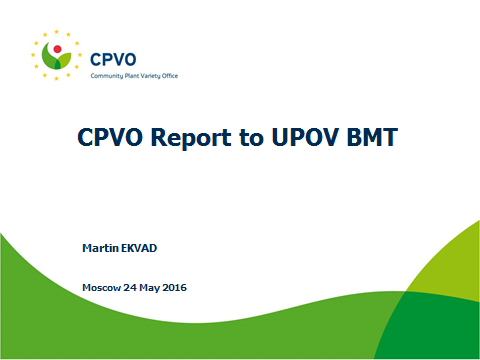 CPVO
Community Plant Variety Office
CPVO Report to UPOV BMT
Martin EKVAD
Moscow 24 May 2016